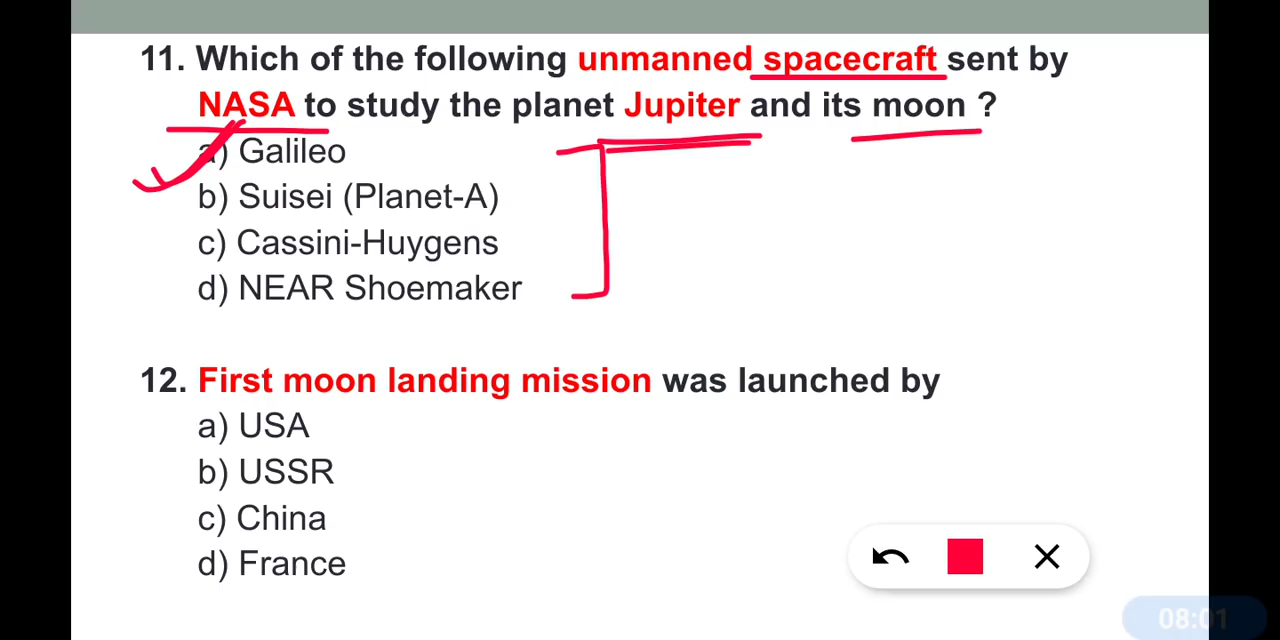 11. Which of the following unmanned spacecraft sent by
NASA to study the planet Jupiter and its moon ?
a) Galileo
b) Suisei (Planet-A)
c) Cassini-Huygens
d) NEAR Shoemaker
12. First moon landing mission was launched by
a) USA
b) USSR
c) China
d) France
08:01